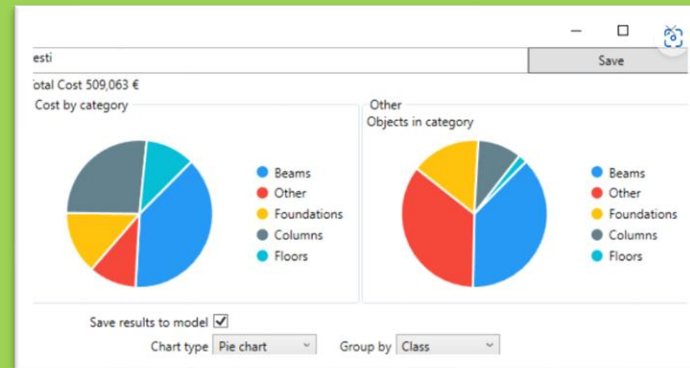 esti
Save
otal Cost 509,063 €
Cost by category
Beams
Other
Foundations
Columns
Floors
Other
Objects in category
Beams
Other
Foundations
Columns
Floors
Save results to model
Chart type Pie chart
Group by Class